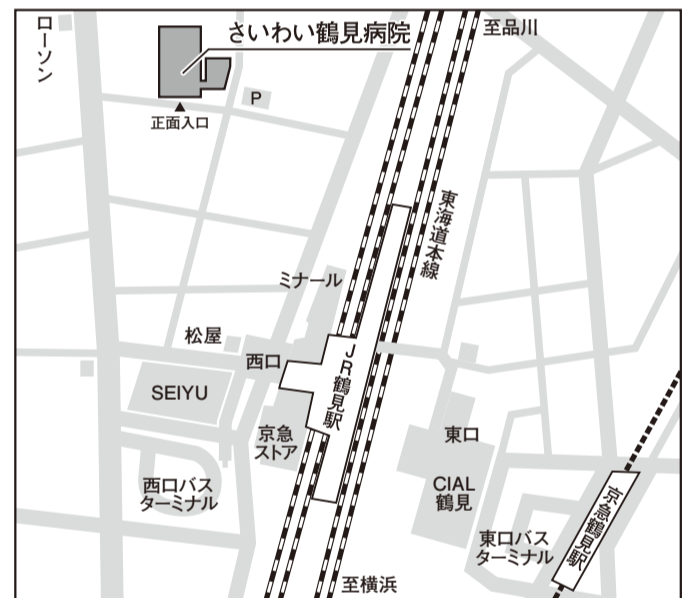 ローソン
さいわい鶴見病院
至品川
P
正面入口
東海道本線
ミナール
松屋
西口
JR鶴見駅
SEIYU
京急
ストア
東口
西口バス
ターミナル
CIAL
鶴見
京急鶴見駅
東口バス
ターミナル
至横浜